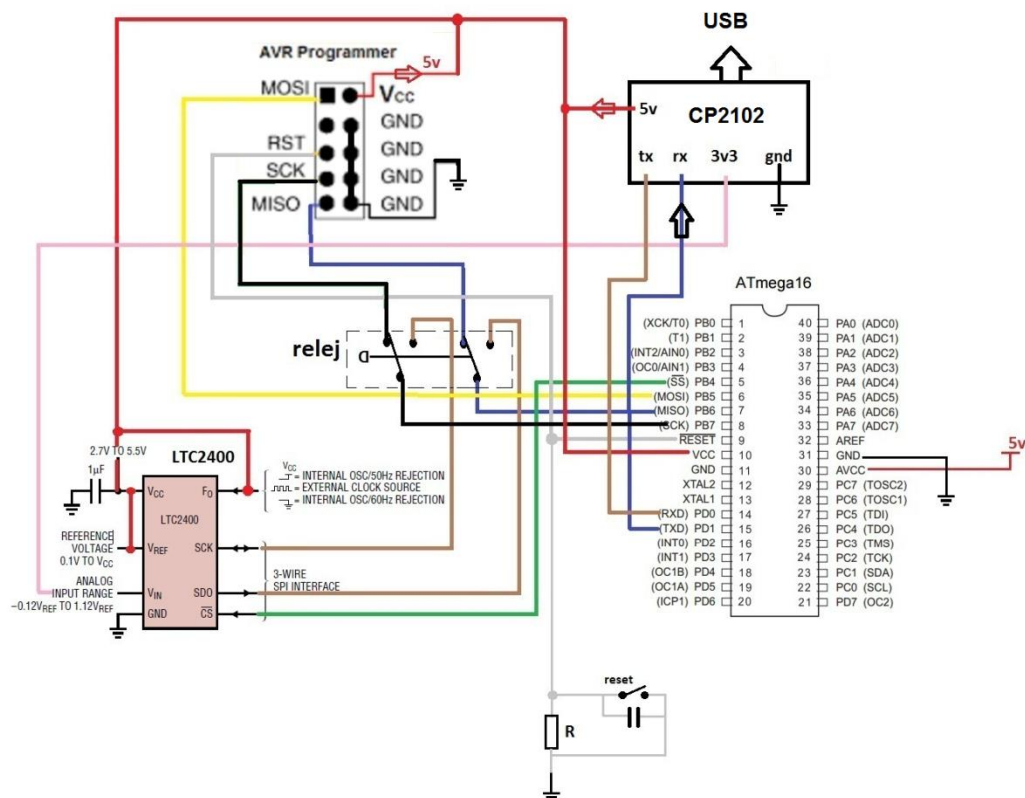 USB
AVR Programmer
5v
MOSI
VCC
GND
RST
GND
SCK
GND
MISO
GND
5v
CP2102
tx
rx
3v3
gnd
ATmega16
(XCK/T0) PB0 1
(T1) PB1 2
(INT2/AIN0) PB2 3
(OC0/AIN1) PB3 4
(SS) PB4 5
(MOSI) PB5 6
(MISO) PB6 7
(SCK) PB7 8
RESET 9
VCC 10
GND 11
XTAL2 12
XTAL1 13
(RXD) PD0 14
(TXD) PD1 15
(INT0) PD2 16
(INT1) PD3 17
(OC1B) PD4 18
(OC1A) PD5 19
(ICP1) PD6 20
40 PA0 (ADC0)
39 PA1 (ADC1)
38 PA2 (ADC2)
37 PA3 (ADC3)
36 PA4 (ADC4)
35 PA5 (ADC5)
34 PA6 (ADC6)
33 PA7 (ADC7)
32 AREF
31 GND
30 AVCC
29 PC7 (TOSC2)
28 PC6 (TOSC1)
27 PC5 (TDI)
26 PC4 (TDO)
25 PC3 (TMS)
24 PC2 (TCK)
23 PC1 (SDA)
22 PC0 (SCL)
21 PD7 (OC2)
5v
relej
2.7V TO 5.5V
LTC2400
1µF
VCC
FO
LTC2400
VREF
SCK
VIN
SDO
GND
CS
VCC
= INTERNAL OSC/50Hz REJECTION
= EXTERNAL CLOCK SOURCE
= INTERNAL OSC/60Hz REJECTION
REFERENCE
VOLTAGE
0.1V TO VCC
ANALOG
INPUT RANGE
–0.12VREF TO 1.12VREF
3-WIRE
SPI INTERFACE
reset
R